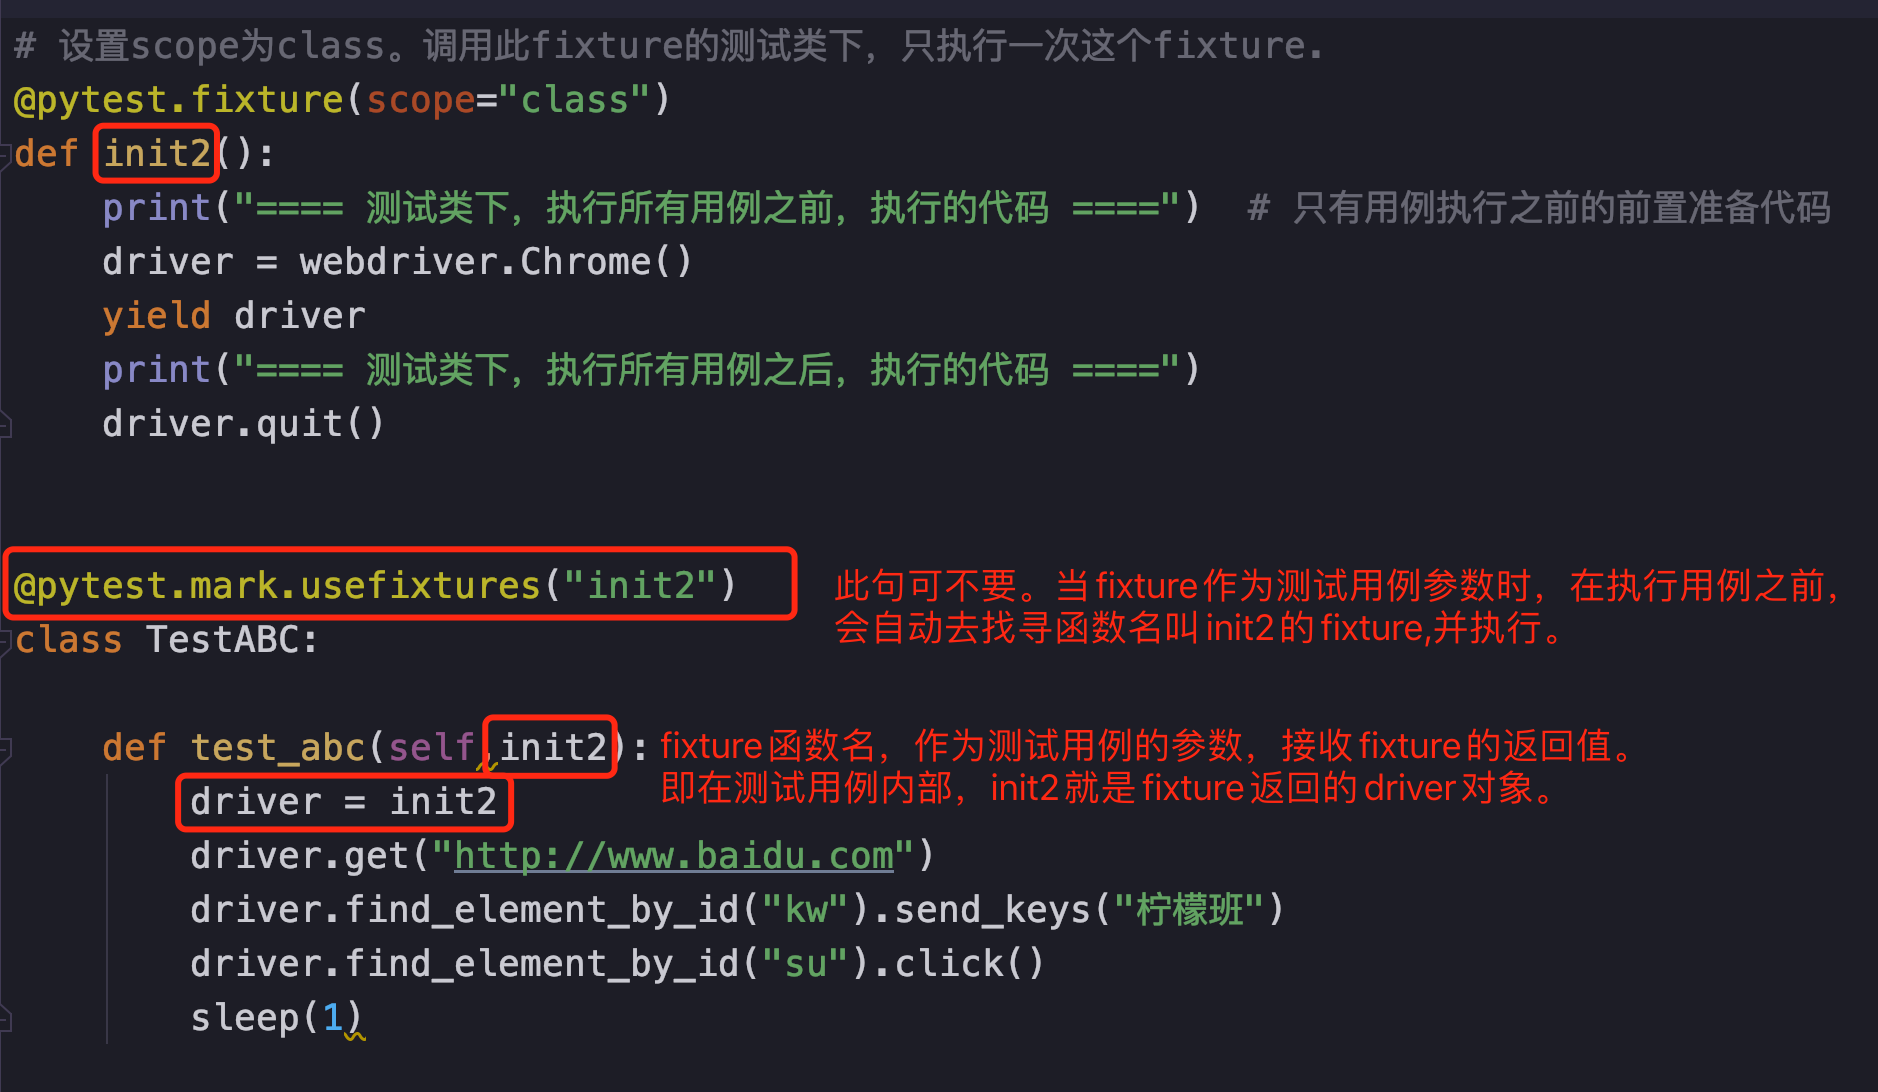 # 设置scope为class。调用此fixture的测试类下，只执行一次这个fixture.
@pytest.fixture(scope="class")
def init2():
print("==== 测试类下，执行所有用例之前，执行的代码 ====")  # 只有用例执行之前的前置准备代码
driver = webdriver.Chrome()
yield driver
print("==== 测试类下，执行所有用例之后，执行的代码 ====")
driver.quit()
@pytest.mark.usefixtures("init2")
此句可不要。当fixture作为测试用例参数时，在执行用例之前，
会自动去找寻函数名叫init2的fixture,并执行。
class TestABC:
def test_abc(self,init2):
fixture函数名，作为测试用例的参数，接收fixture的返回值。
即在测试用例内部，init2就是fixture返回的driver对象。
driver = init2
driver.get("http://www.baidu.com")
driver.find_element_by_id("kw").send_keys("柠檬班")
driver.find_element_by_id("su").click()
sleep(1)